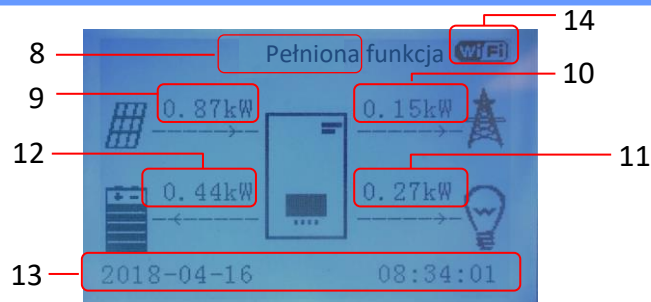 14
8 Pełniona funkcja WiFi
10
9 0.87kW 0.15kW
12 11
+ -
0.44kW 0.27kW
13 2018-04-16 08:34:01